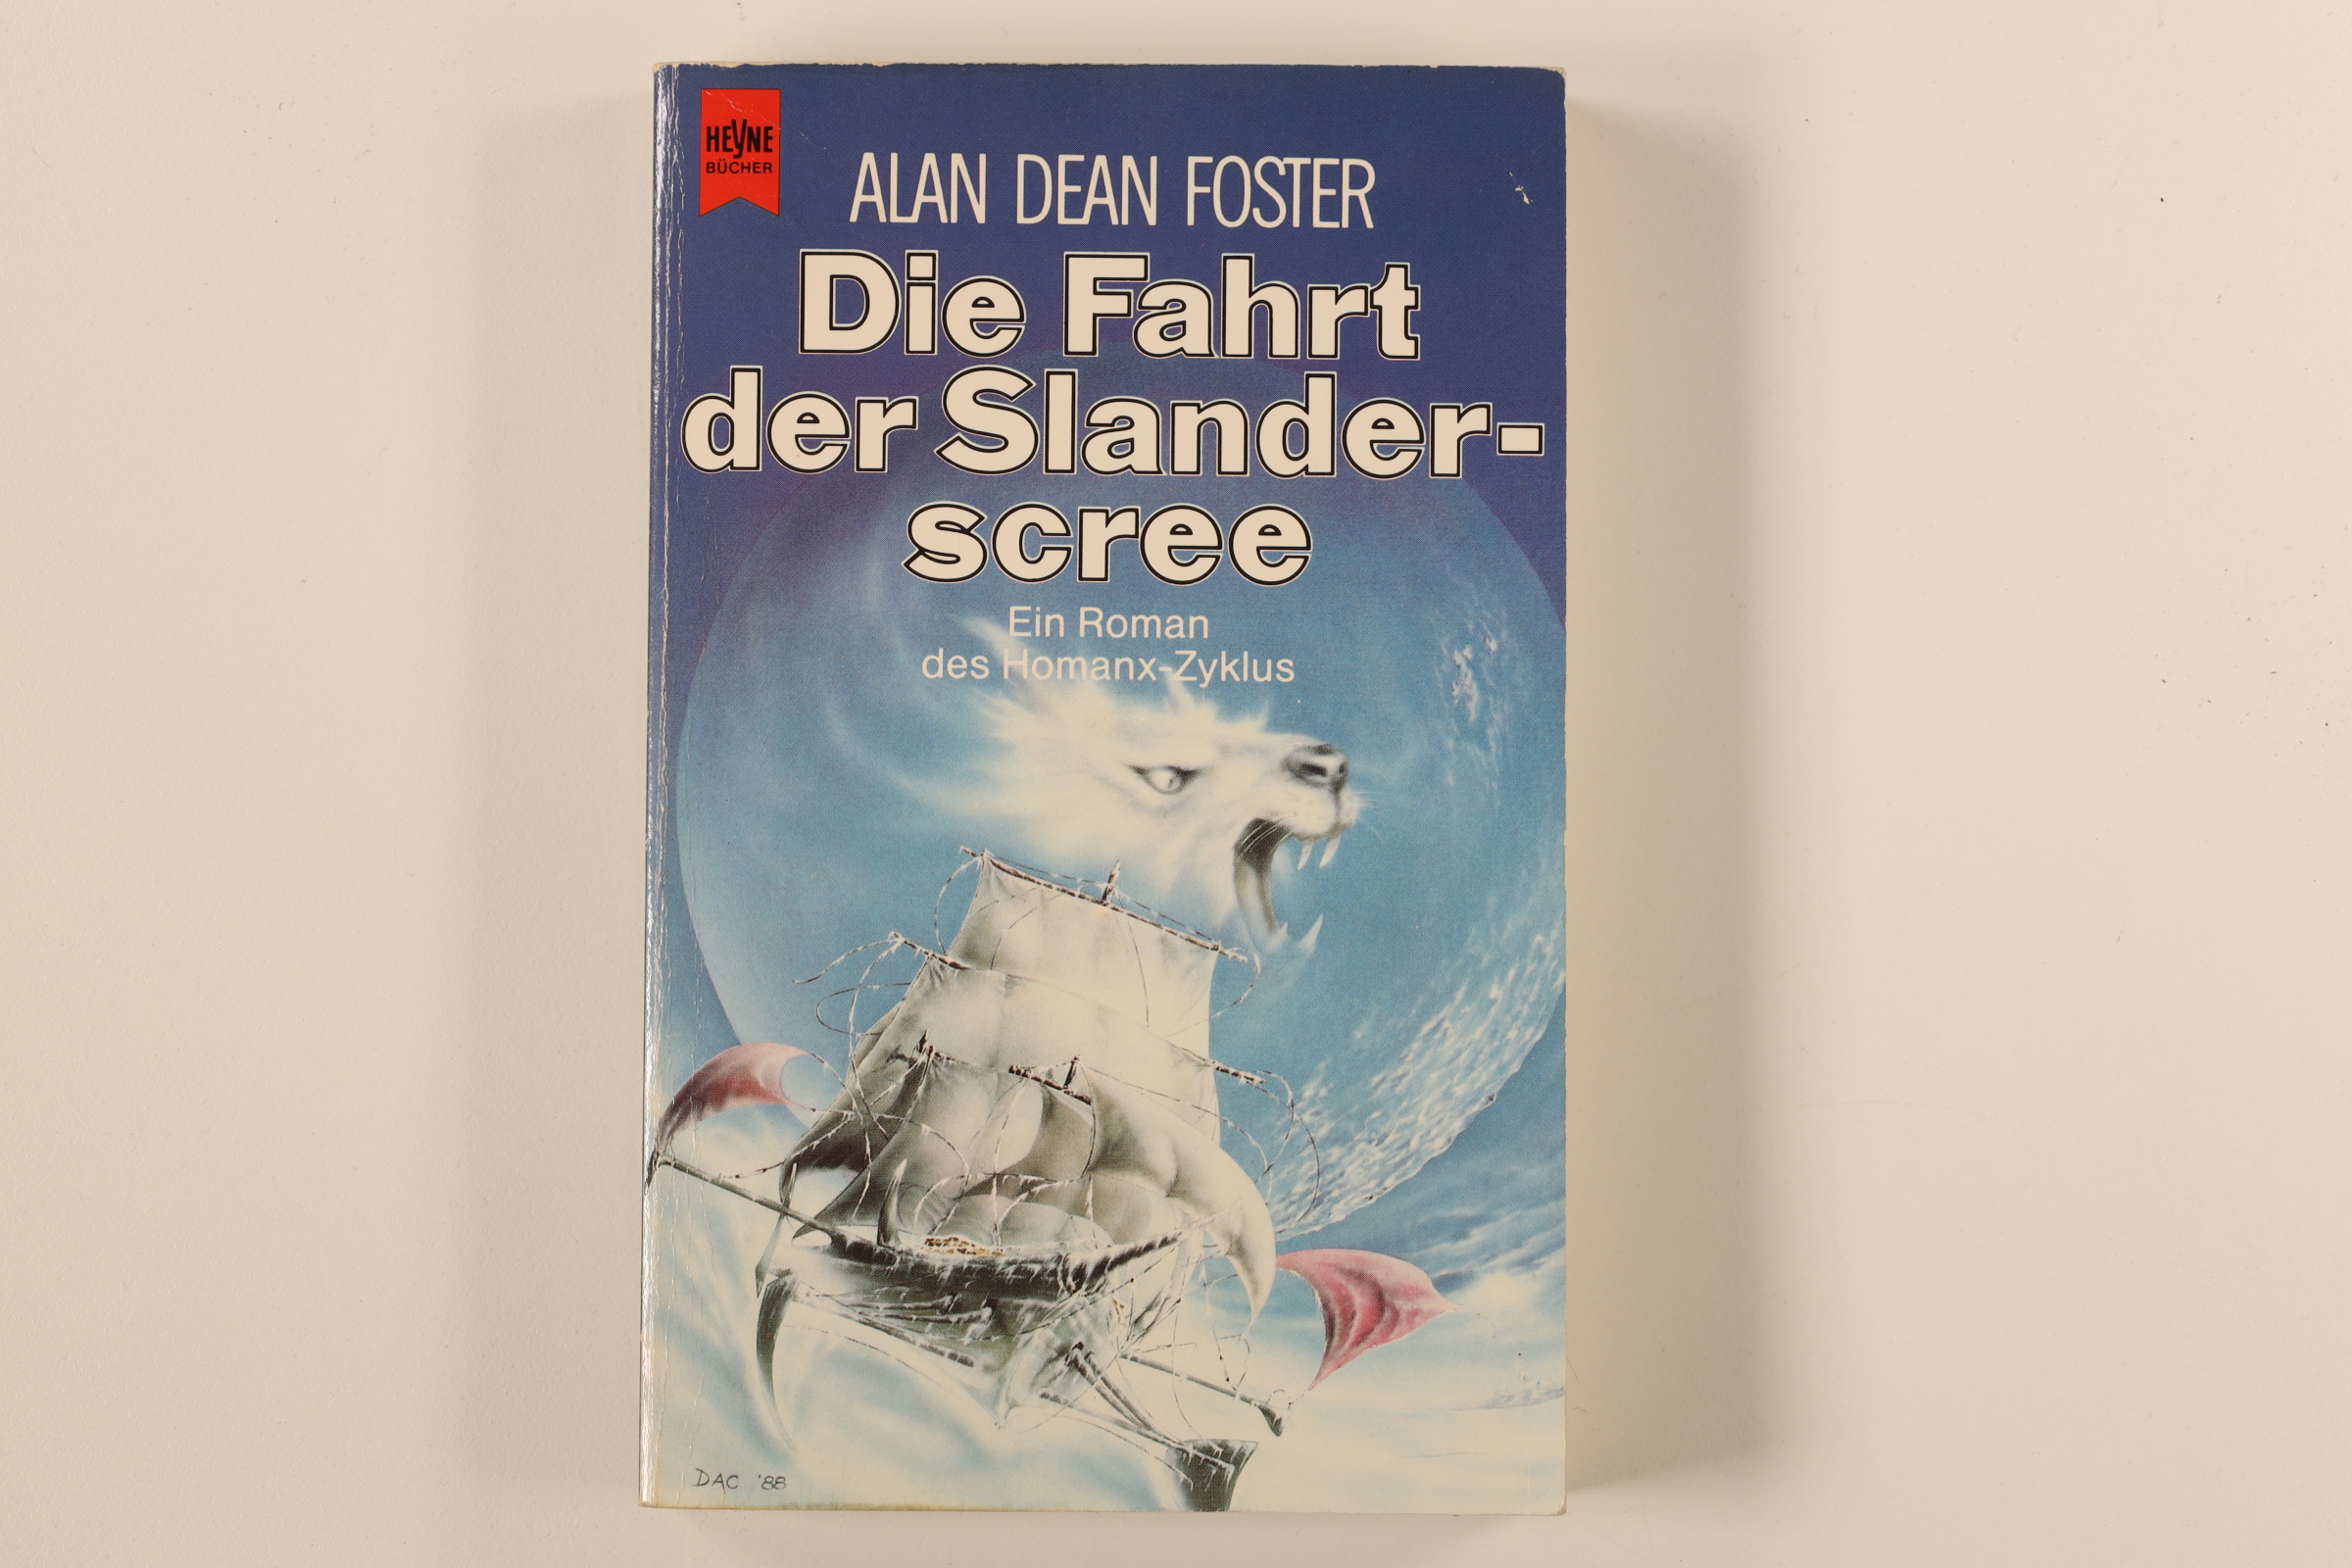 HEYNE
BÜCHER
ALAN DEAN FOSTER
Die Fahrt
der Slander-
scree
Ein Roman
des Homanx-Zyklus
DAC '88